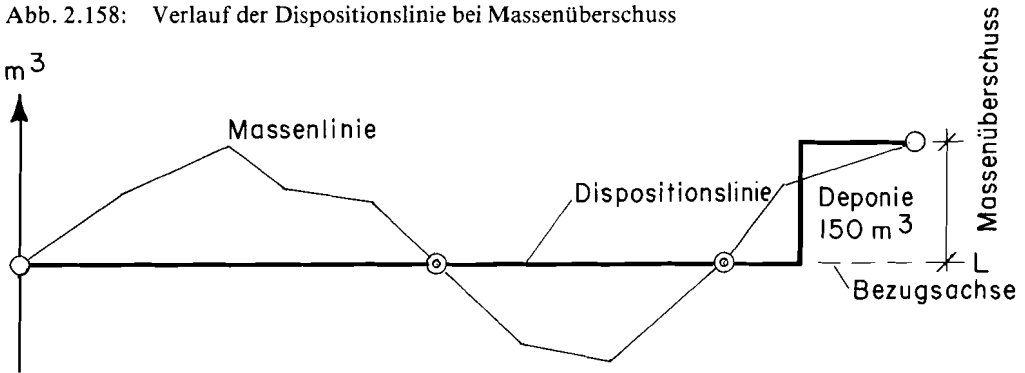 Abb. 2.158: Verlauf der Dispositionslinie bei Massenüberschuss
m³
Massenlinie
Dispositionslinie
Deponie
150 m³
Massenüberschuss
L
Bezugsachse